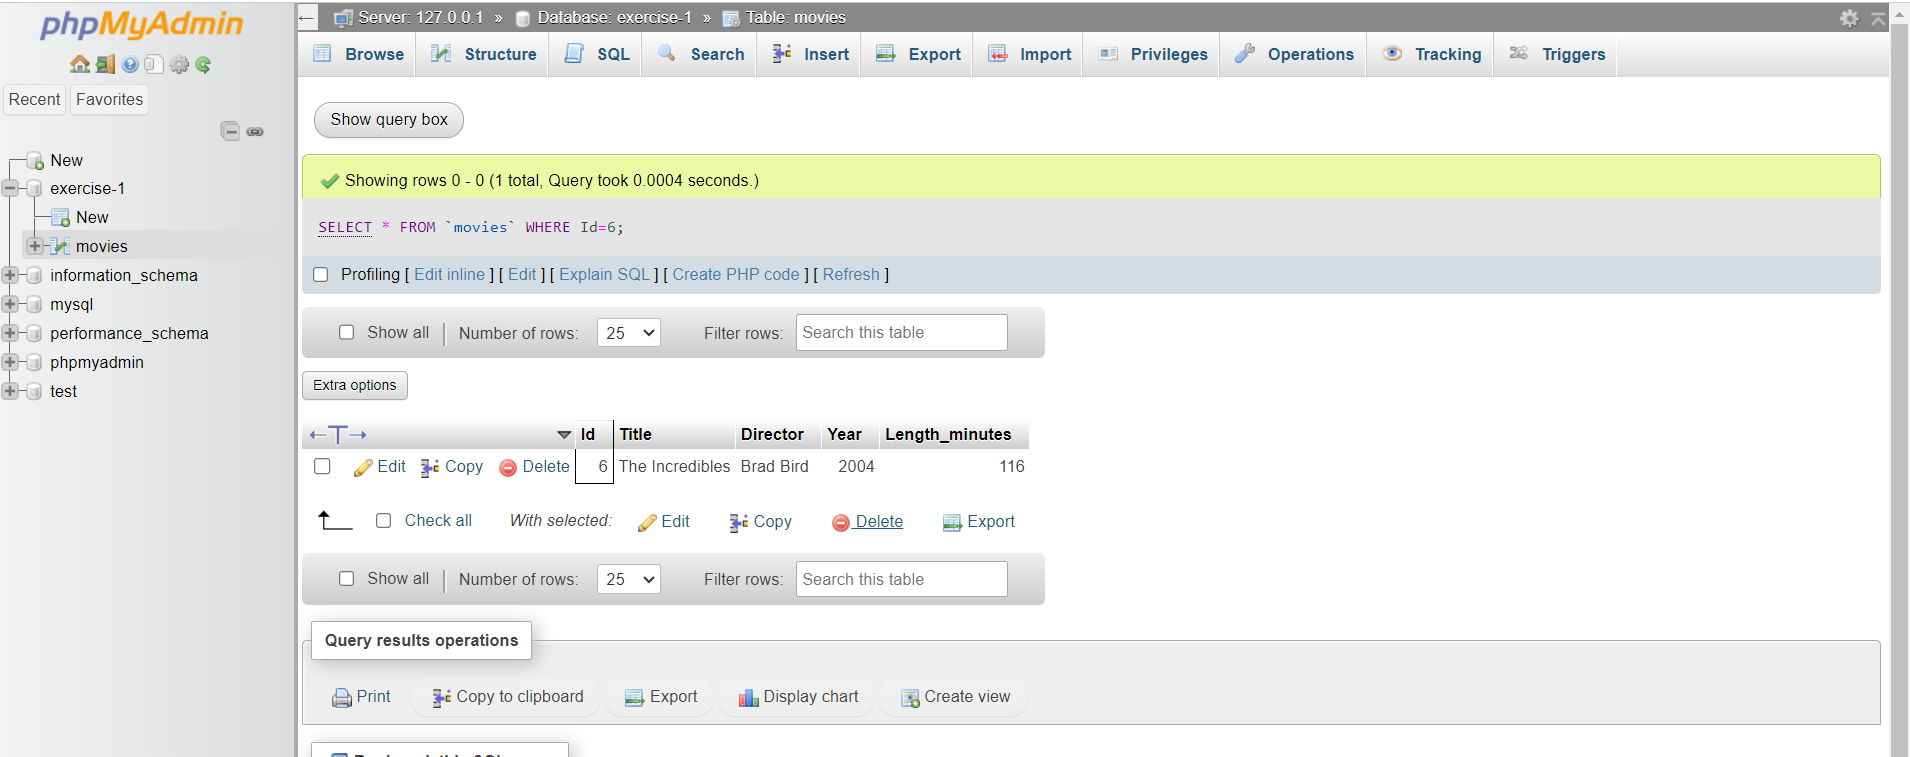 phpMyAdmin
Recent Favorites
New
exercise-1
New
movies
information_schema
mysql
performance_schema
phpmyadmin
test
Server: 127.0.0.1 » Database: exercise-1 » Table: movies
Browse Structure SQL Search Insert Export Import Privileges Operations Tracking Triggers
Show query box
Showing rows 0 - 0 (1 total, Query took 0.0004 seconds.)
SELECT * FROM `movies` WHERE Id=6;
Profiling [ Edit inline ] [ Edit ] [ Explain SQL ] [ Create PHP code ] [ Refresh ]
Show all | Number of rows: 25 Filter rows: Search this table
Extra options
←T→ Id Title Director Year Length_minutes
Edit Copy Delete 6 The Incredibles Brad Bird 2004 116
Check all With selected: Edit Copy Delete Export
Show all | Number of rows: 25 Filter rows: Search this table
Query results operations
Print Copy to clipboard Export Display chart Create view